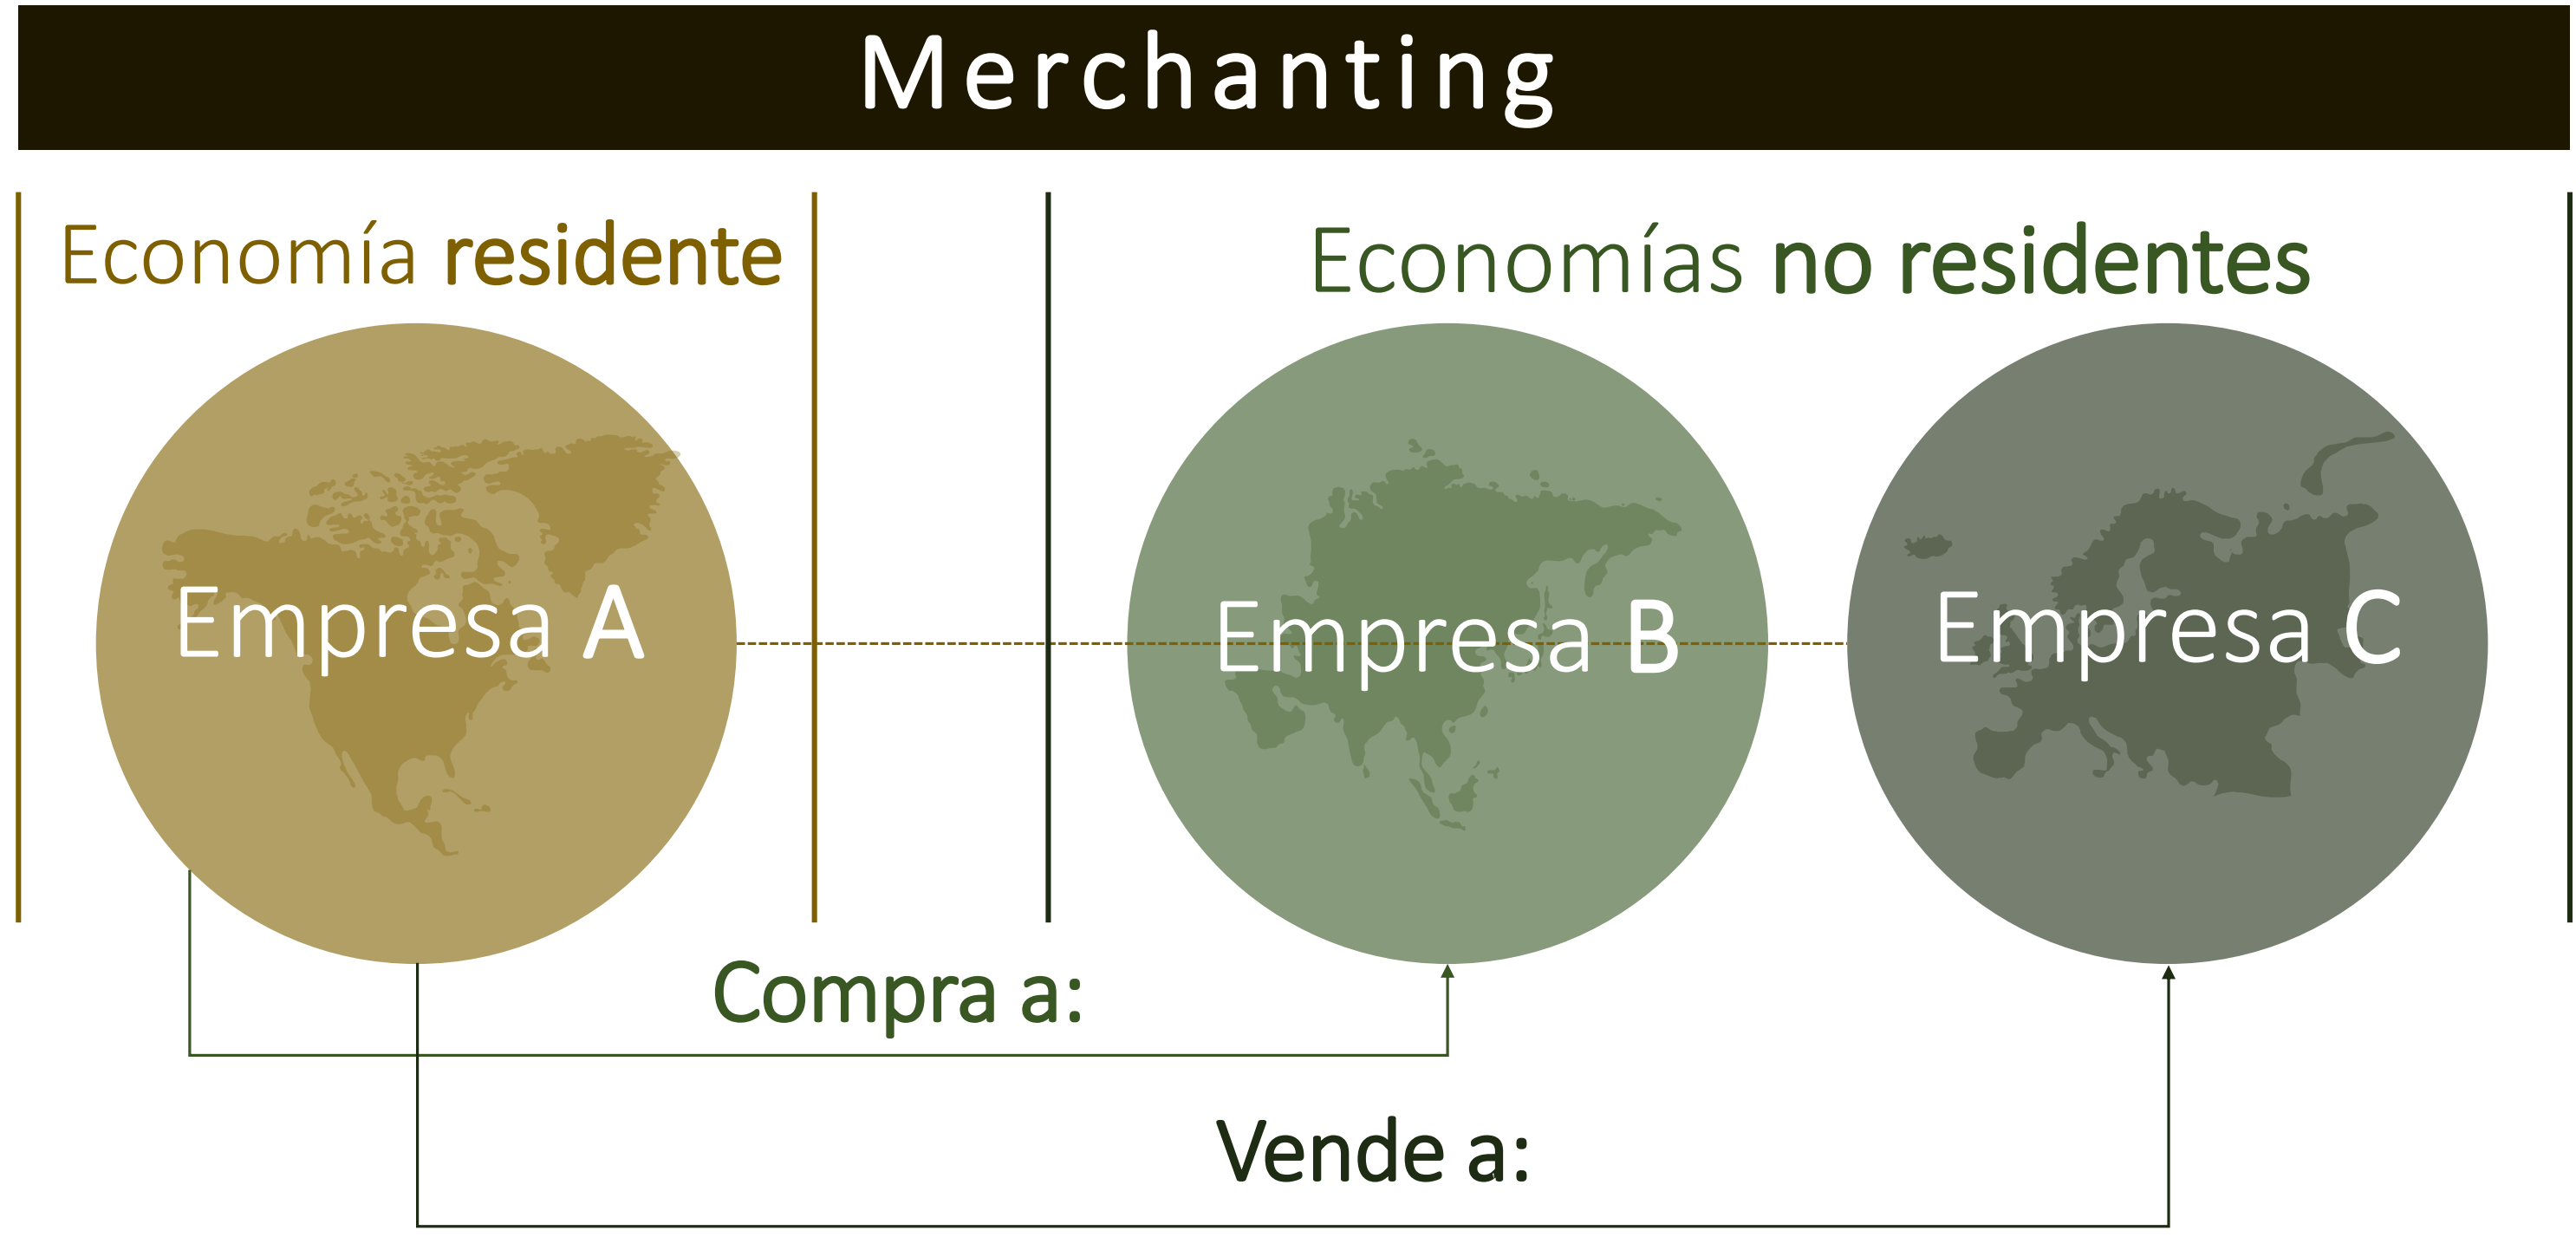 Merchanting
Economía residente
Economías no residentes
Empresa A
Empresa B
Empresa C
Compra a:
Vende a: